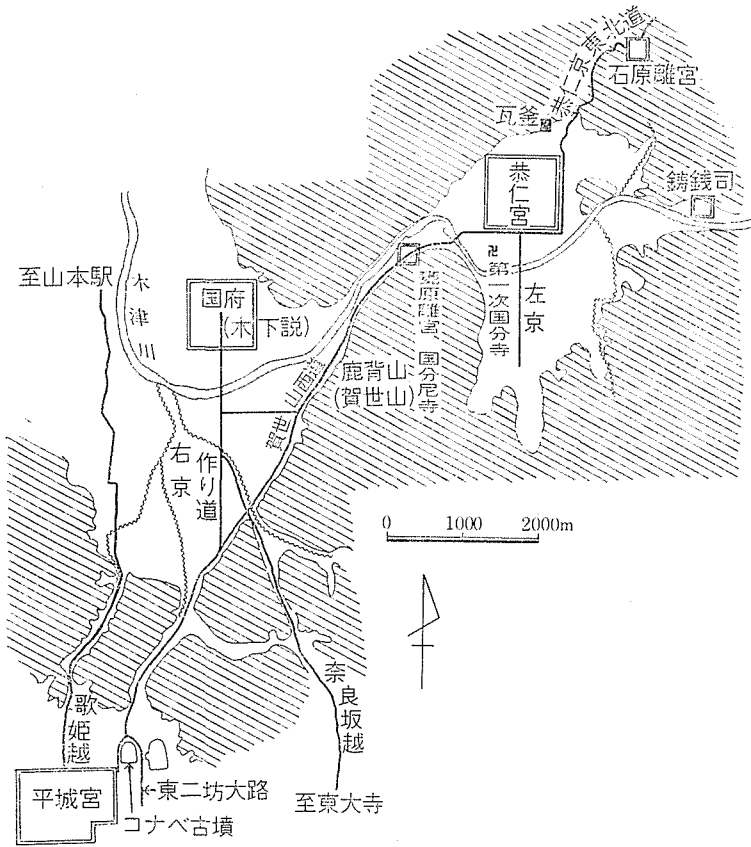 恭仁京東北道
石原離宮
瓦釜
恭仁宮
鋳銭司
至山本駅
木津川
国府
(木下説)
卍第一次国分寺
左京
甕原離宮、国分尼寺
賀世山西道
鹿背山
(賀世山)
右京
作り道
0 1000 2000m
奈良坂越
歌姫越
平城宮
東二坊大路
コナベ古墳
至東大寺